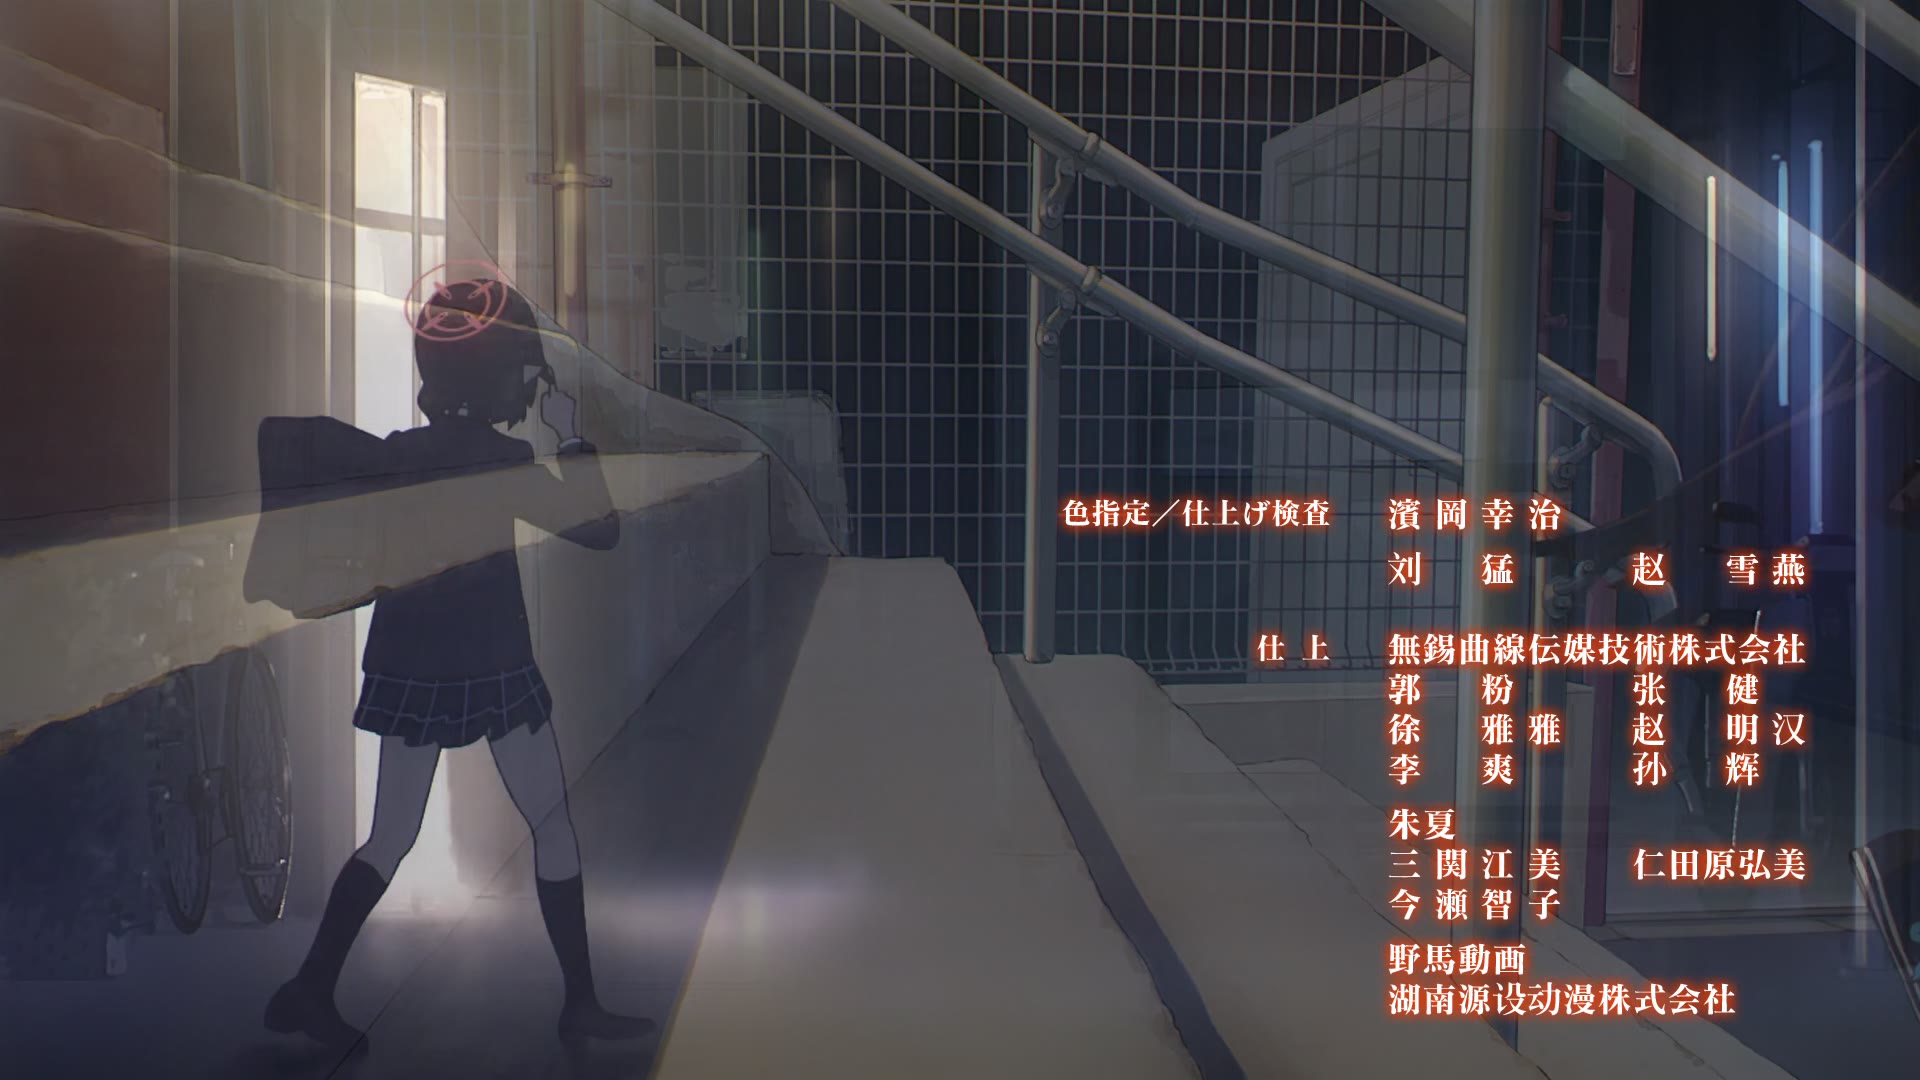 色指定／仕上げ検査 濱岡幸治
刘猛 赵雪燕
仕上 無錫曲線伝媒技術株式会社
郭粉 张健
徐雅雅 赵明汉
李爽 孙辉
朱夏
三関江美 仁田原弘美
今瀬智子
野馬動画
湖南源设动漫株式会社